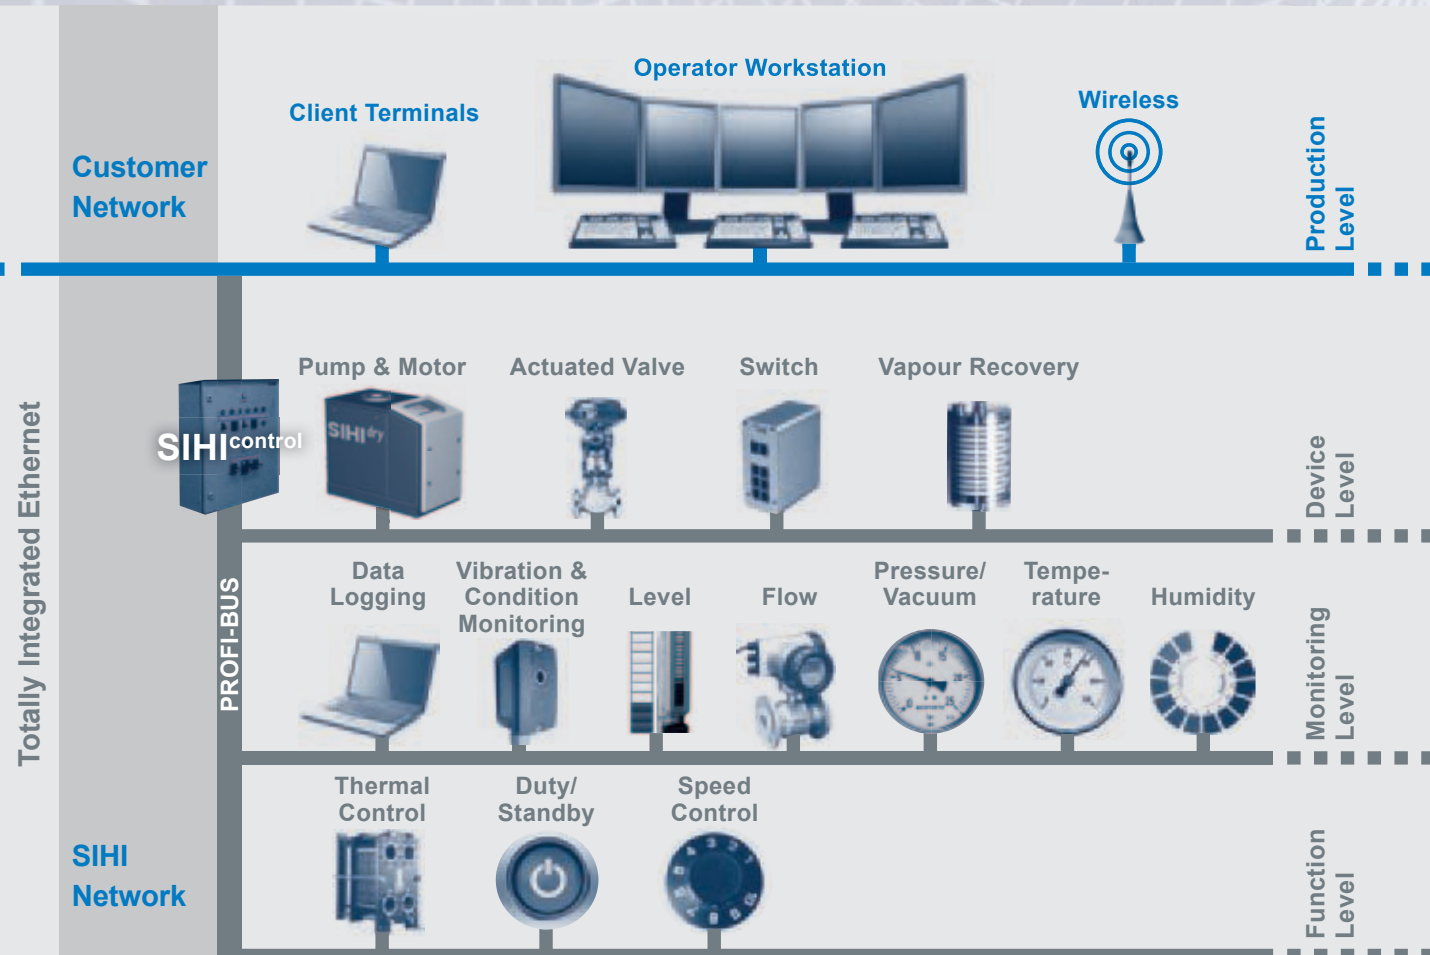 Operator Workstation
Client Terminals
Wireless
Customer
Network
Production
Level
Pump & Motor
Actuated Valve
Switch
Vapour Recovery
SIHIcontrol
SIHIdry
Device
Level
Totally Integrated Ethernet
PROFI-BUS
Data
Logging
Vibration &
Condition
Monitoring
Level
Flow
Pressure/
Vacuum
Tempe-
rature
Humidity
Monitoring
Level
Thermal
Control
Duty/
Standby
Speed
Control
SIHI
Network
Function
Level